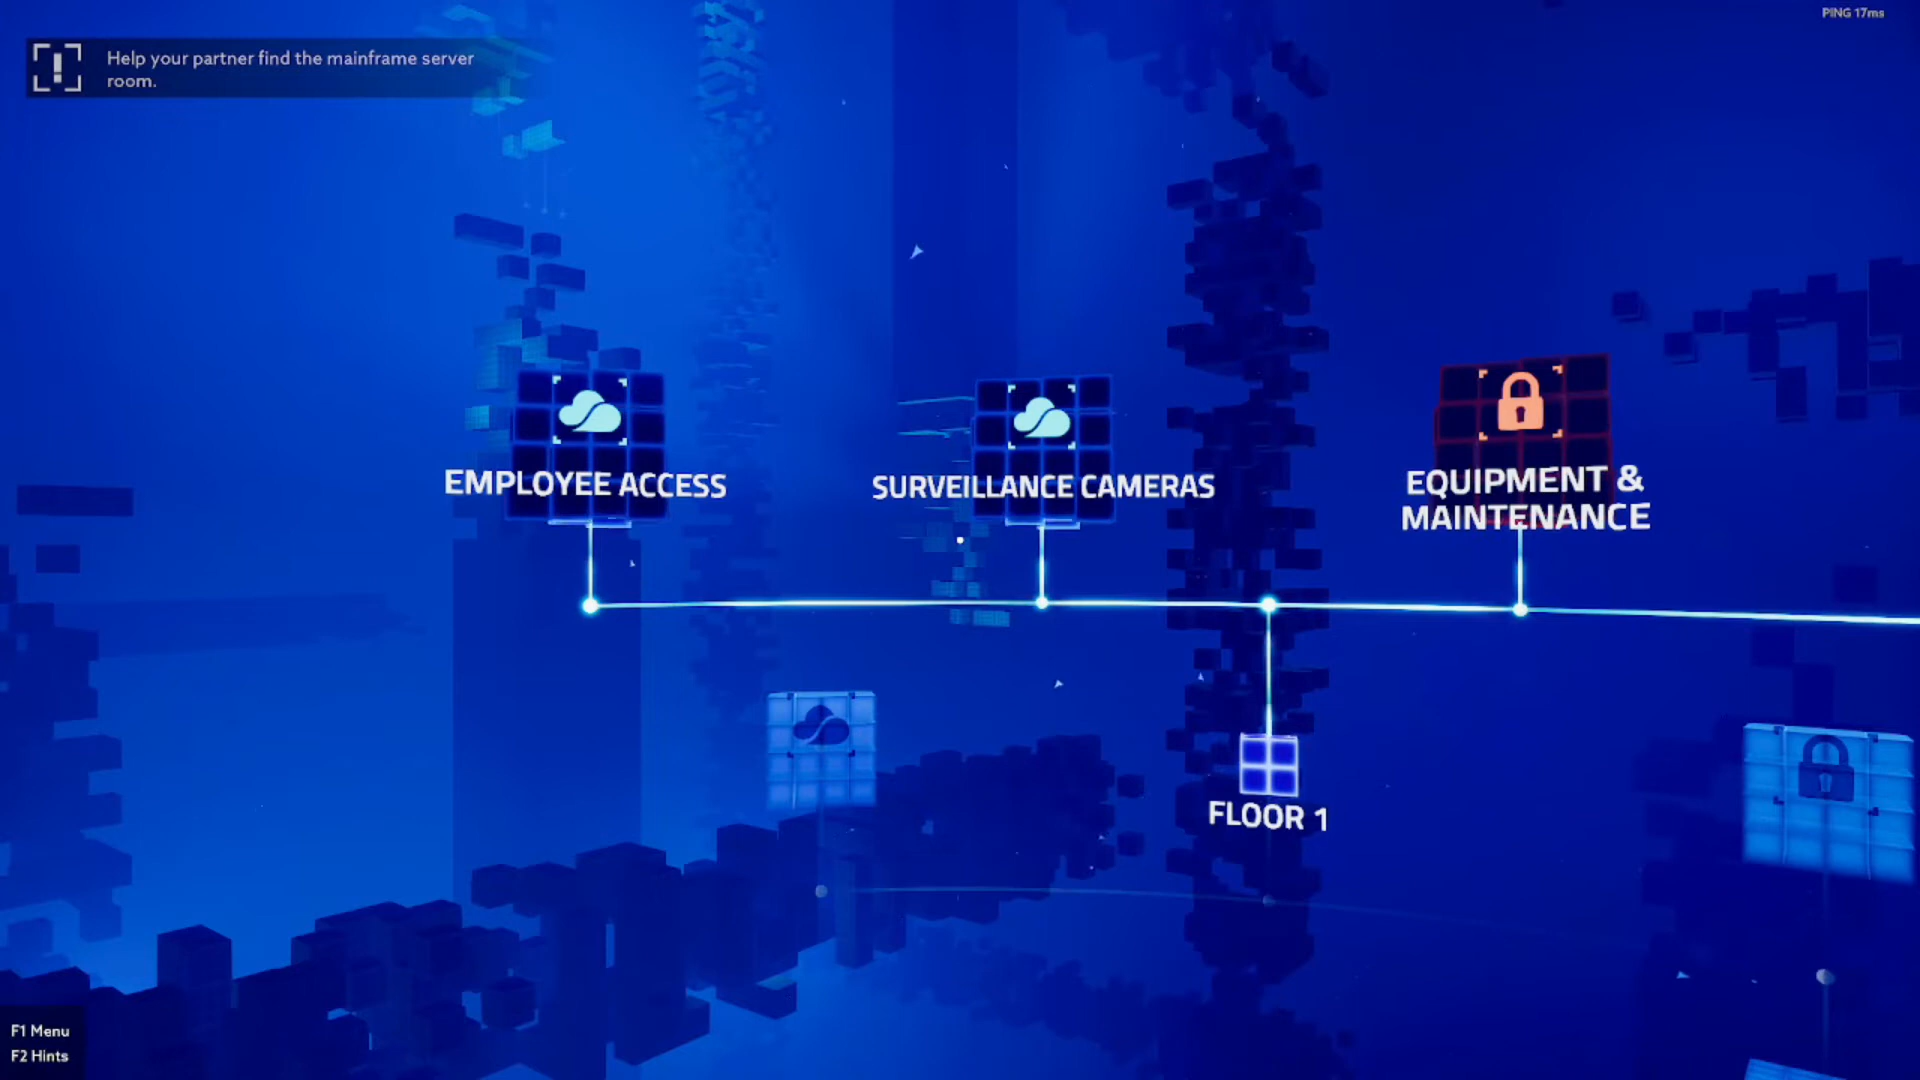 PING 17ms
Help your partner find the mainframe server
room.
EMPLOYEE ACCESS
SURVEILLANCE CAMERAS
EQUIPMENT &
MAINTENANCE
FLOOR 1
F1 Menu
F2 Hints